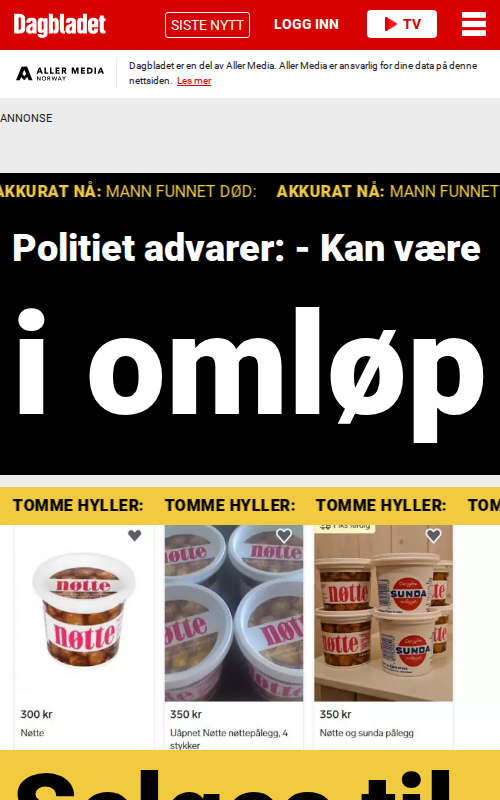 Dagbladet
SISTE NYTT
LOGG INN
TV
ALLER MEDIA
NORWAY
Dagbladet er en del av Aller Media. Aller Media er ansvarlig for dine data på denne
nettsiden. Les mer
ANNONSE
AKKURAT NÅ: MANN FUNNET DØD: AKKURAT NÅ: MANN FUNNET
Politiet advarer: - Kan være
i omløp
TOMME HYLLER: TOMME HYLLER: TOMME HYLLER: TOM
nøtte
nøtte
nøtte
nøtte
nøtte
nøtte
SUNDA
SUNDA
300 kr
Nøtte
350 kr
Uåpnet Nøtte nøttepålegg, 4
stykker
350 kr
Nøtte og sunda pålegg
Selges til